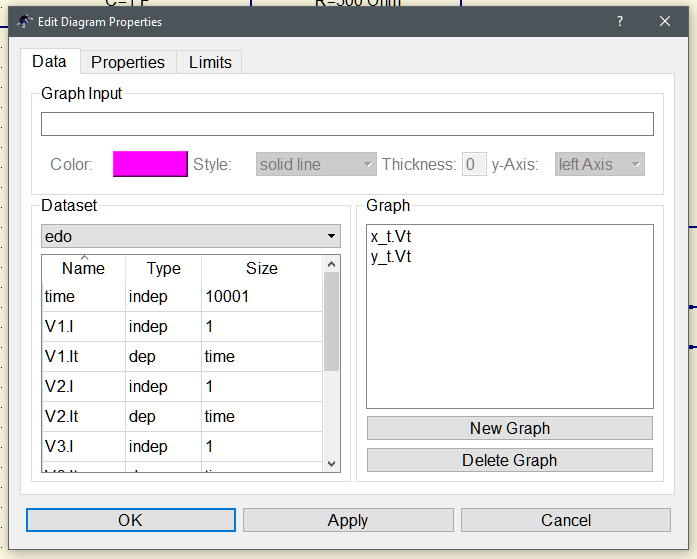 C=1 F
R=500 Ohm
Edit Diagram Properties
Data Properties Limits
Graph Input
Color: Style: solid line Thickness: 0 y-Axis: left Axis
Dataset
edo
Name Type Size
time indep 10001
V1.I indep 1
V1.It dep time
V2.I indep 1
V2.It dep time
V3.I indep 1
Graph
x_t.Vt
y_t.Vt
New Graph
Delete Graph
OK Apply Cancel